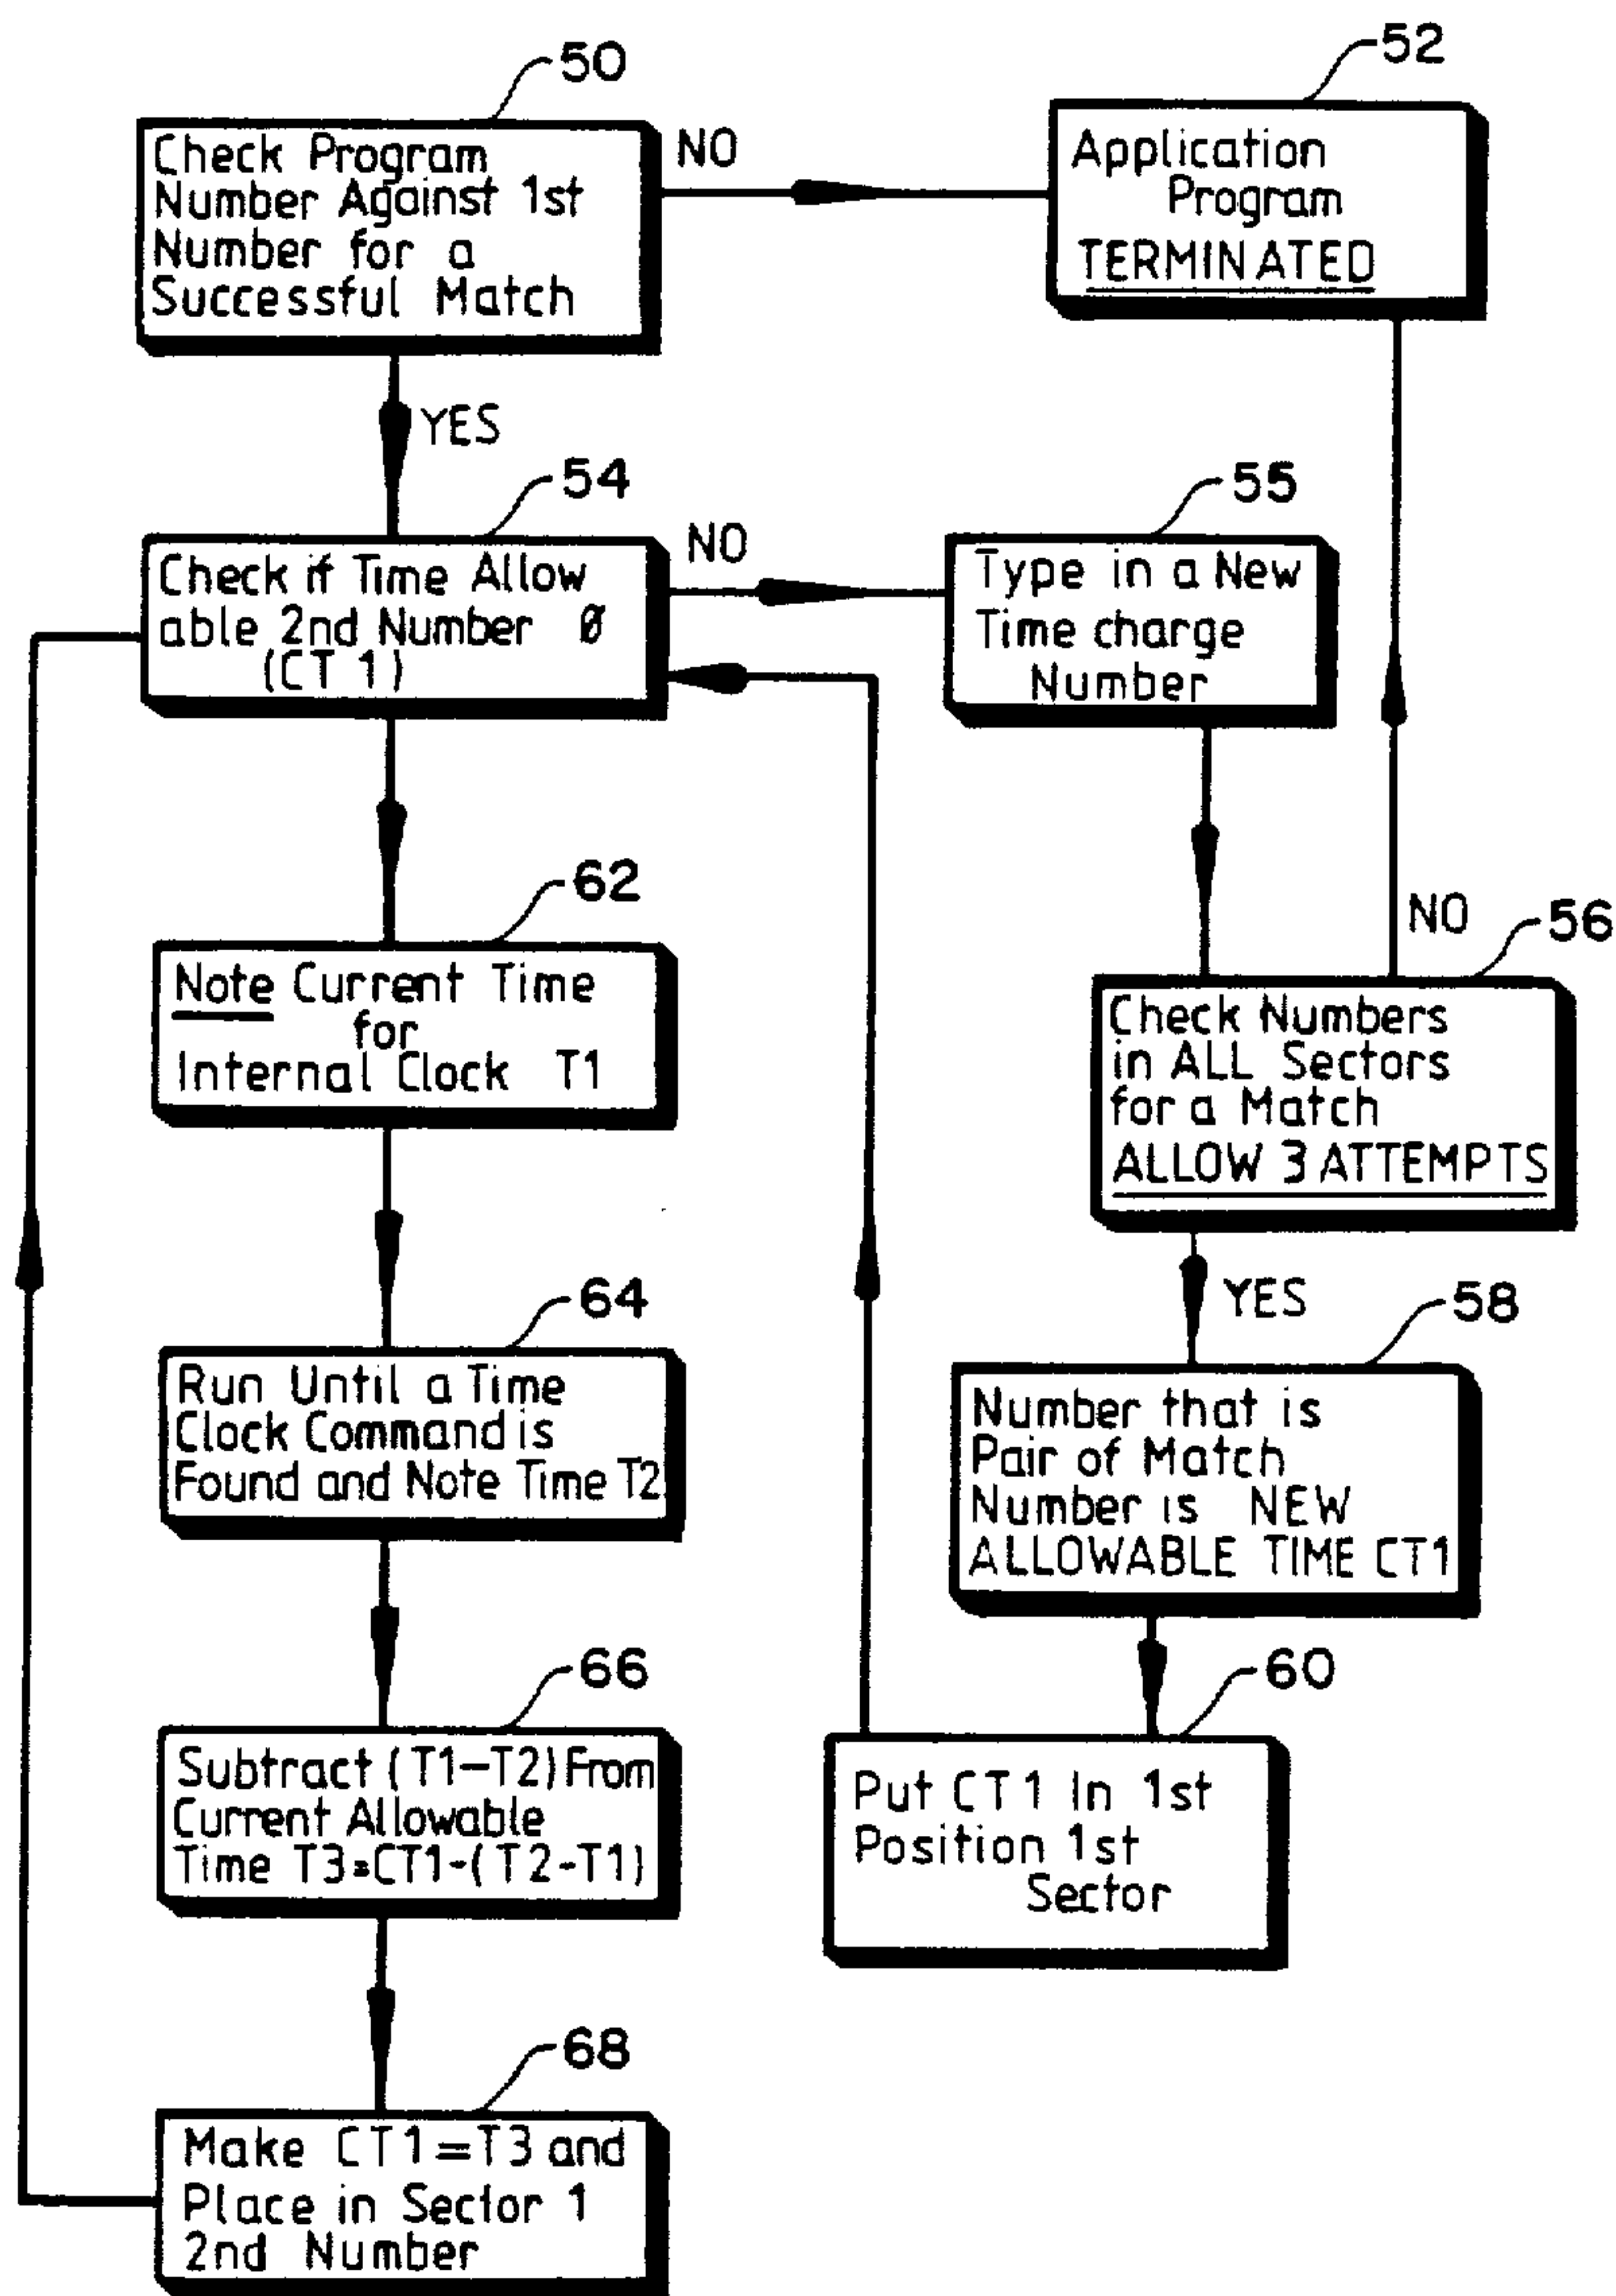 50
Check Program
Number Against 1st
Number for a
Successful Match
NO
52
Application
Program
TERMINATED
YES
54
Check if Time Allow
able 2nd Number 0
(CT 1)
NO
55
Type in a New
Time charge
Number
62
Note Current Time
for
Internal Clock T1
NO
56
Check Numbers
in ALL Sectors
for a Match
ALLOW 3 ATTEMPTS
YES
64
Run Until a Time
Clock Command is
Found and Note Time T2
58
Number that is
Pair of Match
Number is NEW
ALLOWABLE TIME CT1
66
Subtract (T1-T2) From
Current Allowable
Time T3=CT1-(T2-T1)
60
Put CT1 In 1st
Position 1st
Sector
68
Make CT1=T3 and
Place in Sector 1
2nd Number